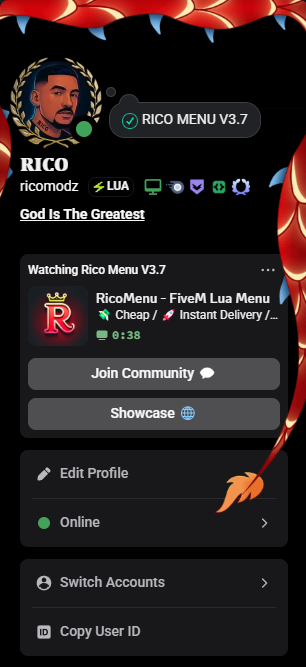 RICO MENU V3.7
RICO
ricomodz
LUA
God Is The Greatest
Watching Rico Menu V3.7
R
RicoMenu - FiveM Lua Menu
Cheap / 🚀 Instant Delivery /...
0:38
Join Community
Showcase
Edit Profile
Online
Switch Accounts
ID Copy User ID